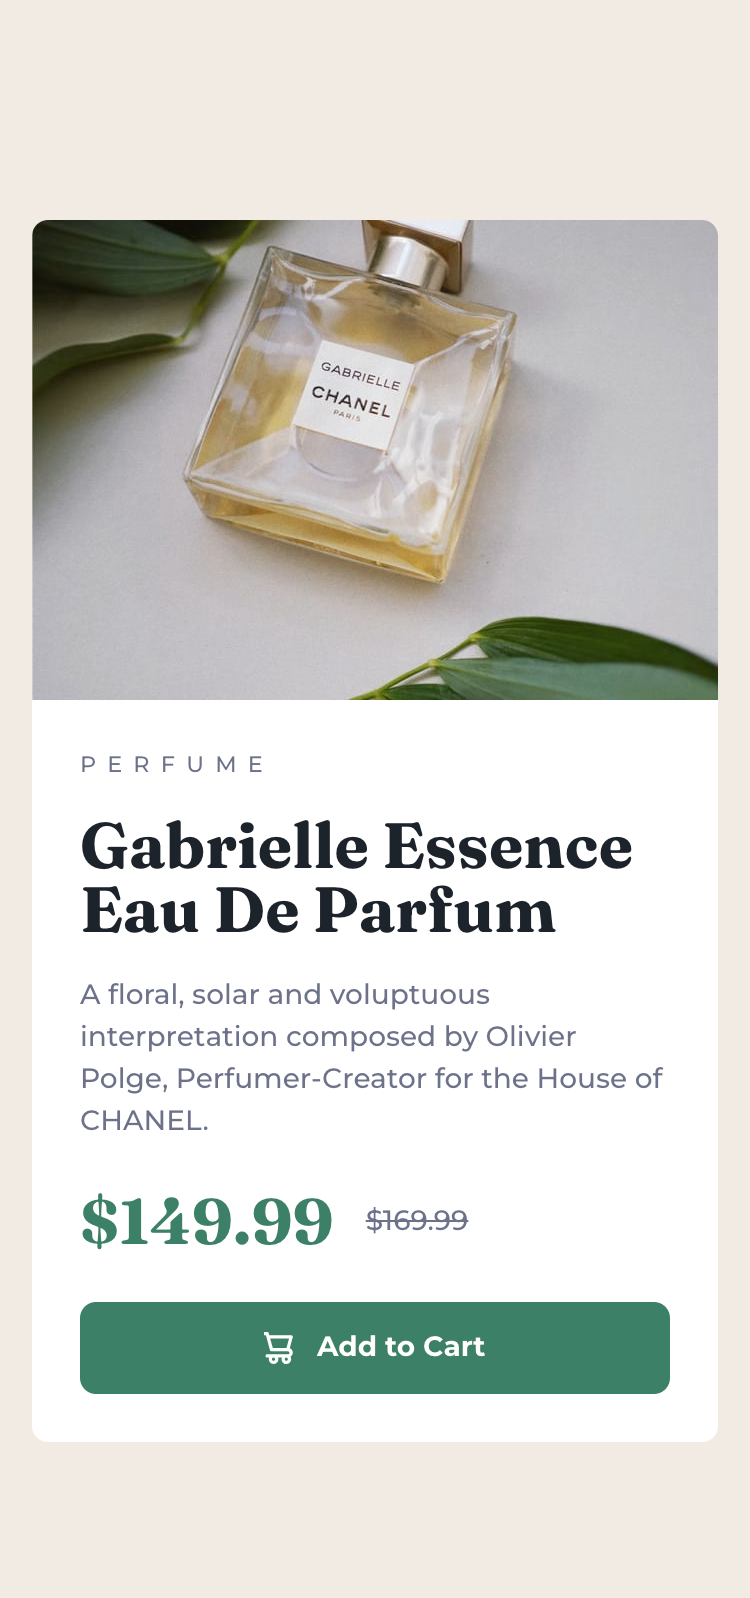 GABRIELLE
CHANEL
PARIS
PERFUME
Gabrielle Essence
Eau De Parfum
A floral, solar and voluptuous
interpretation composed by Olivier
Polge, Perfumer-Creator for the House of
CHANEL.
$149.99 $169.99
Add to Cart